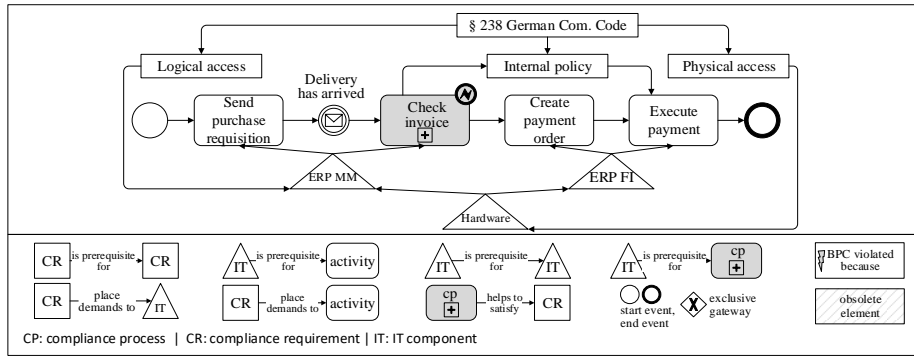 § 238 German Com. Code
Logical access
Internal policy
Physical access
Delivery
has arrived
Send
purchase
requisition
Check
invoice
Create
payment
order
Execute
payment
ERP MM
ERP FI
Hardware
CR
is prerequisite
for
CR
IT
is prerequisite
for
activity
IT
is prerequisite
for
IT
IT
is prerequisite
for
cp
BPC violated
because
CR
place
demands to
IT
CR
place
demands to
activity
cp
helps to
satisfy
CR
start event,
end event
X
exclusive
gateway
obsolete
element
CP: compliance process | CR: compliance requirement | IT: IT component